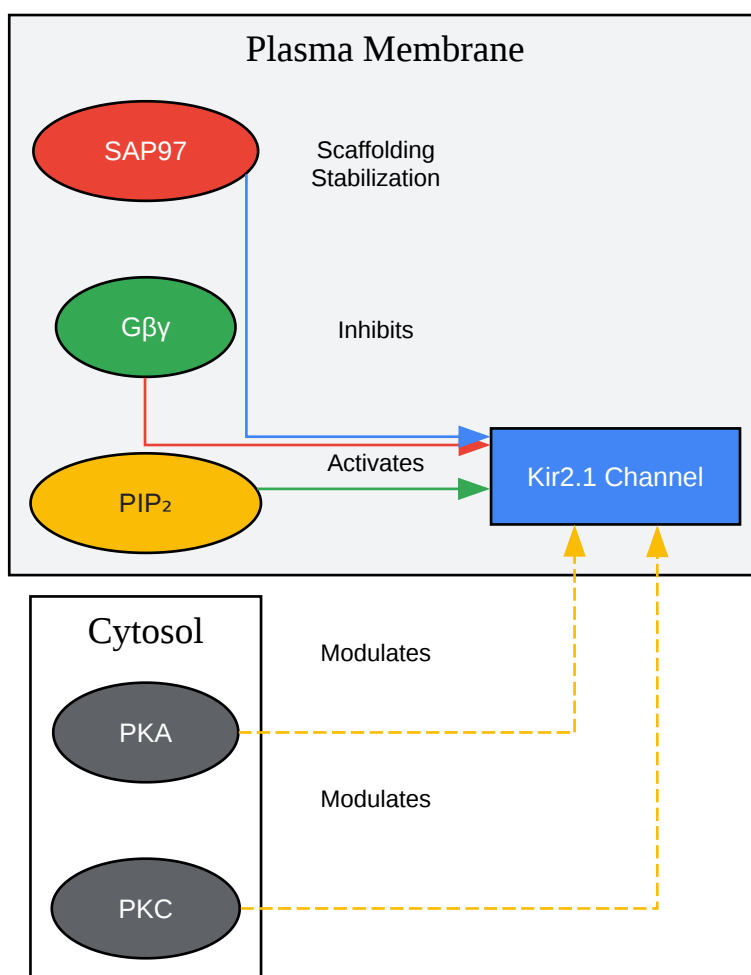 Plasma Membrane
SAP97
Scaffolding
Stabilization
Gβγ
Inhibits
Activates
Kir2.1 Channel
PIP₂
Cytosol
Modulates
PKA
Modulates
PKC